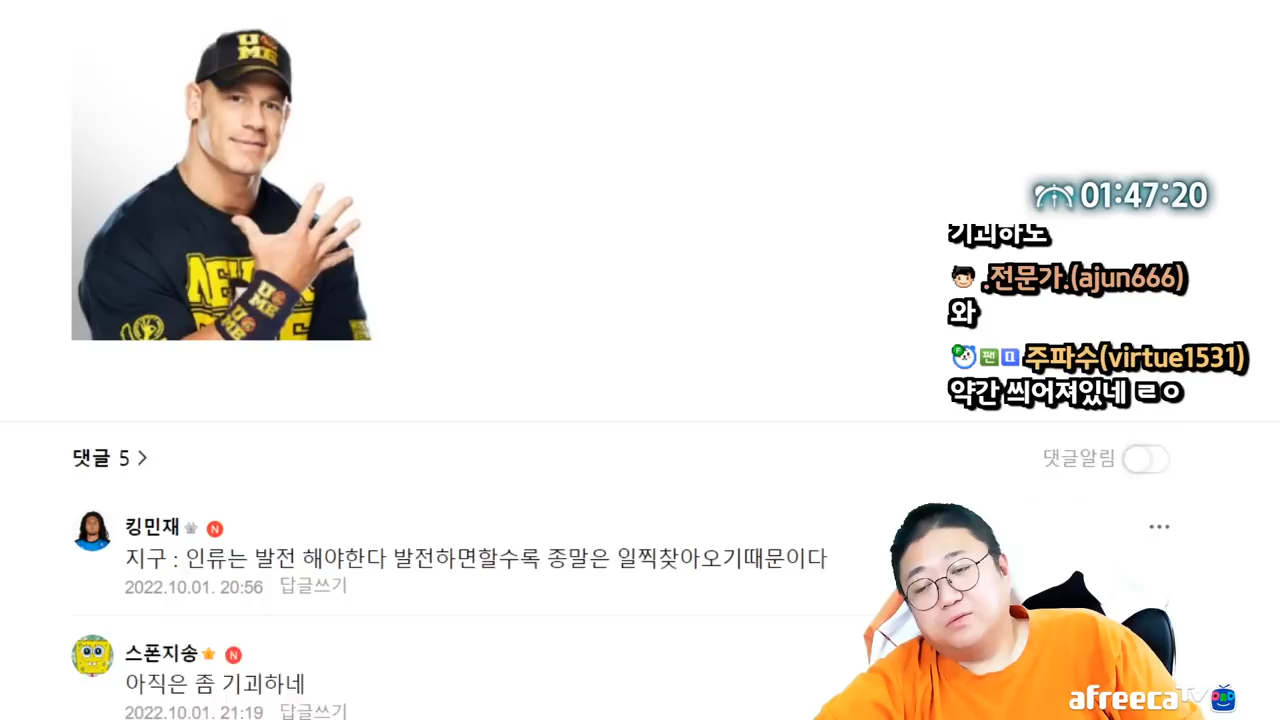 U
ME
NEV
U
ME
U
ME
01:47:20
기괴하노
.전문가.(ajun666)
와
F 팬 주파수(virtue1531)
약간 씌어져있네 ㄹㅇ
댓글 5 >
댓글알림
킹민재 N
지구 : 인류는 발전 해야한다 발전하면할수록 종말은 일찍찾아오기때문이다
2022.10.01. 20:56 답글쓰기
스폰지송 N
아직은 좀 기괴하네
2022.10.01. 21:19 답글쓰기
afreecaTV